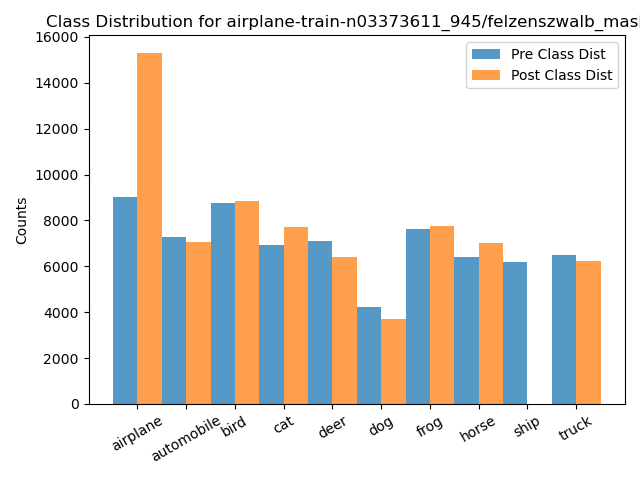 Class Distribution for airplane-train-n03373611_945/felzenszwalb_mas
Pre Class Dist
Post Class Dist
16000
14000
12000
10000
8000
6000
4000
2000
0
Counts
airplane
automobile
bird
cat
deer
dog
frog
horse
ship
truck